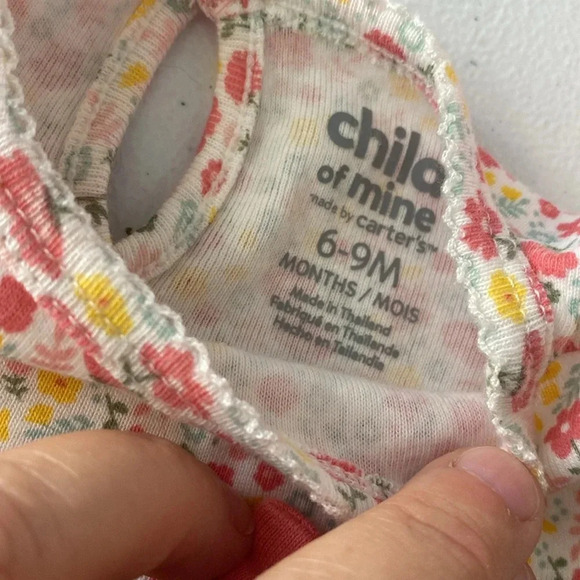 child
of mine
made by carter's™
6-9M
MONTHS / MOIS
Made in Thailand
Fabriqué en Thaïlande
Hecho en Tailandia